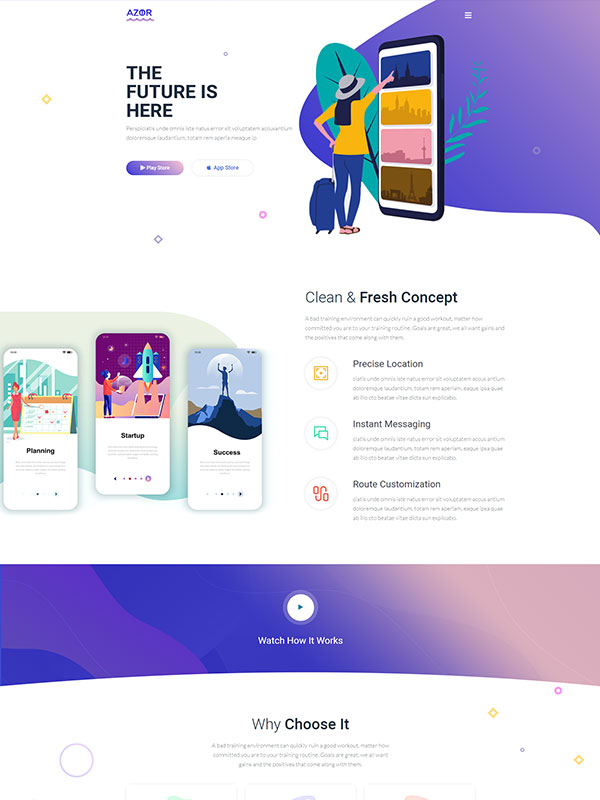 AZOR
THE
FUTURE IS
HERE
Perspiciatis unde omnis iste natus error sit voluptatem accusantium
doloremque laudantium, totam rem aperia meaque ip
Play Store
App Store
Clean & Fresh Concept
A bad training environment can quickly ruin a good workout, matter how
committed you are to your training routine. Goals are great, we all want gains and
the positives that come along with them.
Precise Location
ciatis unde omnis iste natus error sit voluptatem accusantium
doloremque laudantium, totam rem aperiam, eaque ipsa quae
ab illo sto beatae vitae dicta sun explicabo.
Instant Messaging
ciatis unde omnis iste natus error sit voluptatem accusantium
doloremque laudantium, totam rem aperiam, eaque ipsa quae
ab illo sto beatae vitae dicta sun explicabo.
Route Customization
ciatis unde omnis iste natus error sit voluptatem accusantium
doloremque laudantium, totam rem aperiam, eaque ipsa quae
ab illo sto beatae vitae dicta sun explicabo.
Planning
Startup
Success
Watch How It Works
Why Choose It
A bad training environment can quickly ruin a good workout, matter how
committed you are to your training routine. Goals are great, we all want
gains and the positives that come along with them.